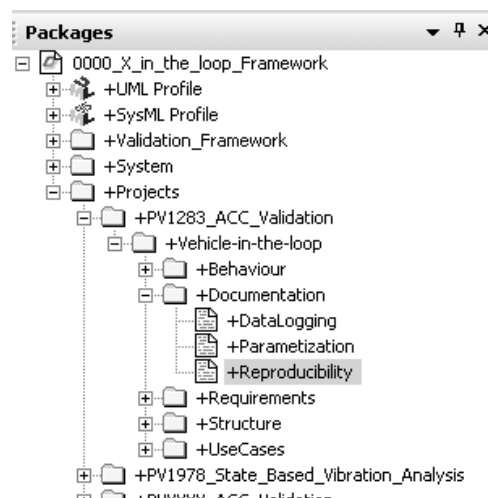 Packages
0000_X_in_the_loop_Framework
+UML Profile
+SysML Profile
+Validation_Framework
+System
+Projects
+PV1283_ACC_Validation
+Vehicle-in-the-loop
+Behaviour
+Documentation
+DataLogging
+Parametization
+Reproducibility
+Requirements
+Structure
+UseCases
+PV1978_State_Based_Vibration_Analysis